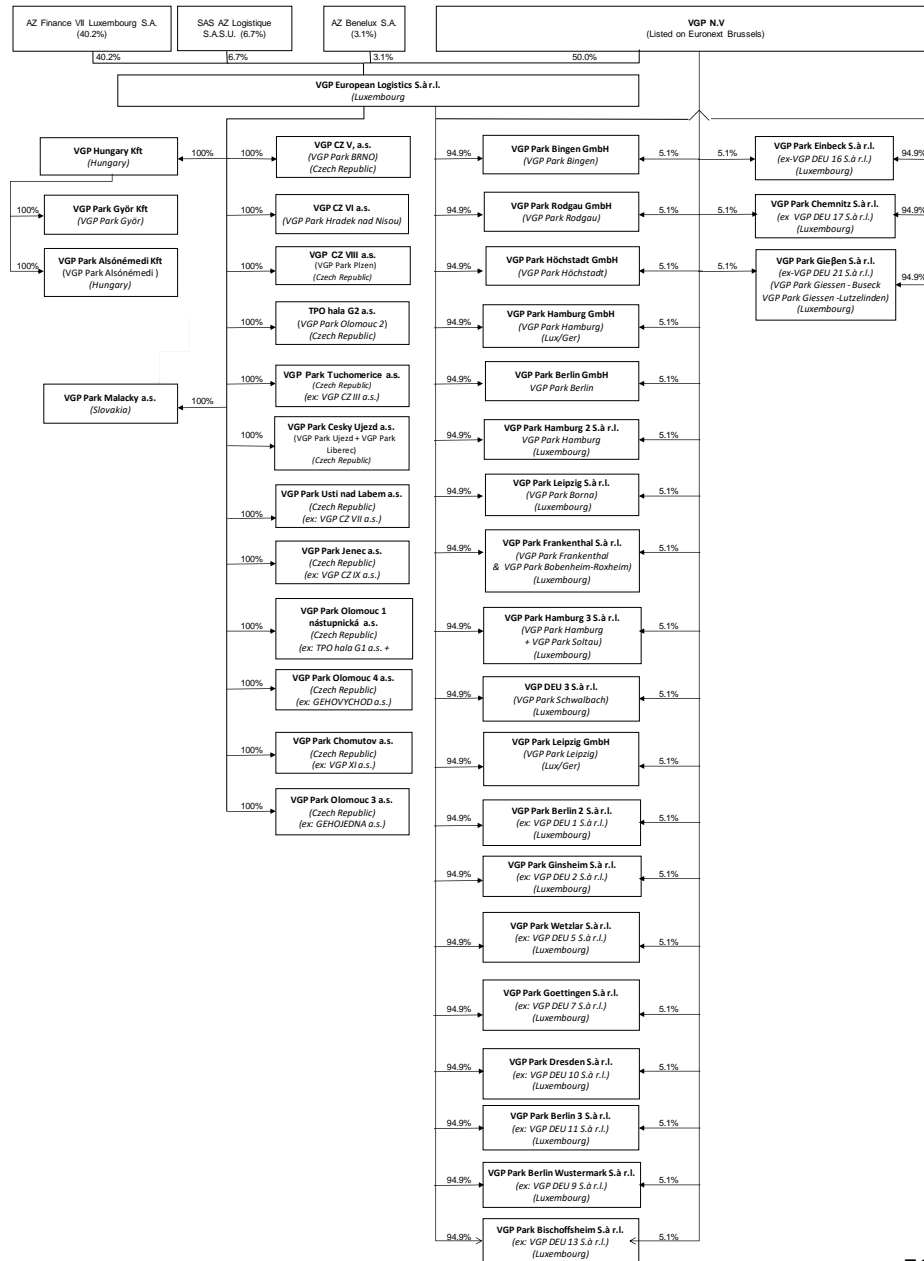 AZ Finance VII Luxembourg S.A.
(40.2%)
SAS AZ Logistique
S.A.S.U. (6.7%)
AZ Benelux S.A.
(3.1%)
VGP N.V
(Listed on Euronext Brussels)
40.2%
6.7%
3.1%
50.0%
VGP European Logistics S.à r.l.
(Luxembourg
VGP Hungary Kft
(Hungary)
100%
100%
VGP Park Györ Kft
(VGP Park Györ)
100%
VGP Park Alsónémedi Kft
(VGP Park Alsónémedi )
(Hungary)
VGP Park Malacky a.s.
(Slovakia)
100%
100%
VGP CZ V, a.s.
(VGP Park BRNO)
(Czech Republic)
100%
VGP CZ VI a.s.
(VGP Park Hradek nad Nisou)
100%
VGP CZ VIII a.s.
(VGP Park Plzen)
(Czech Republic)
100%
TPO hala G2 a.s.
(VGP Park Olomouc 2)
(Czech Republic)
100%
VGP Park Tuchomerice a.s.
(Czech Republic)
(ex: VGP CZ III a.s.)
100%
VGP Park Cesky Ujezd a.s.
(VGP Park Ujezd + VGP Park
Liberec)
(Czech Republic)
100%
VGP Park Usti nad Labem a.s.
(Czech Republic)
(ex: VGP CZ VII a.s.)
100%
VGP Park Jenec a.s.
(Czech Republic)
(ex: VGP CZ IX a.s.)
100%
VGP Park Olomouc 1
nástupnická a.s.
(Czech Republic)
(ex: TPO hala G1 a.s. +
100%
VGP Park Olomouc 4 a.s.
(Czech Republic)
(ex: GEHOVYCHOD a.s.)
100%
VGP Park Chomutov a.s.
(Czech Republic)
(ex: VGP XI a.s.)
100%
VGP Park Olomouc 3 a.s.
(Czech Republic)
(ex: GEHOJEDNA a.s.)
94.9%
VGP Park Bingen GmbH
(VGP Park Bingen)
5.1%
94.9%
VGP Park Rodgau GmbH
(VGP Park Rodgau)
5.1%
94.9%
VGP Park Höchstadt GmbH
(VGP Park Höchstadt)
5.1%
94.9%
VGP Park Hamburg GmbH
(VGP Park Hamburg)
(Lux/Ger)
5.1%
94.9%
VGP Park Berlin GmbH
VGP Park Berlin
5.1%
94.9%
VGP Park Hamburg 2 S.à r.l.
VGP Park Hamburg
(Luxembourg)
5.1%
94.9%
VGP Park Leipzig S.à r.l.
(VGP Park Borna)
(Luxembourg)
5.1%
94.9%
VGP Park Frankenthal S.à r.l.
(VGP Park Frankenthal
& VGP Park Bobenheim-Roxheim)
(Luxembourg)
5.1%
94.9%
VGP Park Hamburg 3 S.à r.l.
(VGP Park Hamburg
+ VGP Park Soltau)
(Luxembourg)
5.1%
94.9%
VGP DEU 3 S.à r.l.
(VGP Park Schwalbach)
(Luxembourg)
5.1%
94.9%
VGP Park Leipzig GmbH
(VGP Park Leipzig)
(Lux/Ger)
5.1%
94.9%
VGP Park Berlin 2 S.à r.l.
(ex: VGP DEU 1 S.à r.l.)
(Luxembourg)
5.1%
94.9%
VGP Park Ginsheim S.à r.l.
(ex: VGP DEU 2 S.à r.l.)
(Luxembourg)
5.1%
94.9%
VGP Park Wetzlar S.à r.l.
(ex: VGP DEU 5 S.à r.l.)
(Luxembourg)
5.1%
94.9%
VGP Park Goettingen S.à r.l.
(ex: VGP DEU 7 S.à r.l.)
(Luxembourg)
5.1%
94.9%
VGP Park Dresden S.à r.l.
(ex: VGP DEU 10 S.à r.l.)
(Luxembourg)
5.1%
94.9%
VGP Park Berlin 3 S.à r.l.
(ex: VGP DEU 11 S.à r.l.)
(Luxembourg)
5.1%
94.9%
VGP Park Berlin Wustermark S.à r.l.
(ex: VGP DEU 9 S.à r.l.)
(Luxembourg)
5.1%
94.9%
VGP Park Bischoffsheim S.à r.l.
(ex: VGP DEU 13 S.à r.l.)
(Luxembourg)
5.1%
5.1%
VGP Park Einbeck S.à r.l.
(ex-VGP DEU 16 S.à r.l.)
(Luxembourg)
94.9%
5.1%
VGP Park Chemnitz S.à r.l.
(ex VGP DEU 17 S.à r.l.)
(Luxembourg)
94.9%
5.1%
VGP Park Gieβen S.à r.l.
(ex-VGP DEU 21 S.à r.l.)
(VGP Park Giessen - Buseck
VGP Park Giessen -Lutzelinden)
(Luxembourg)
94.9%